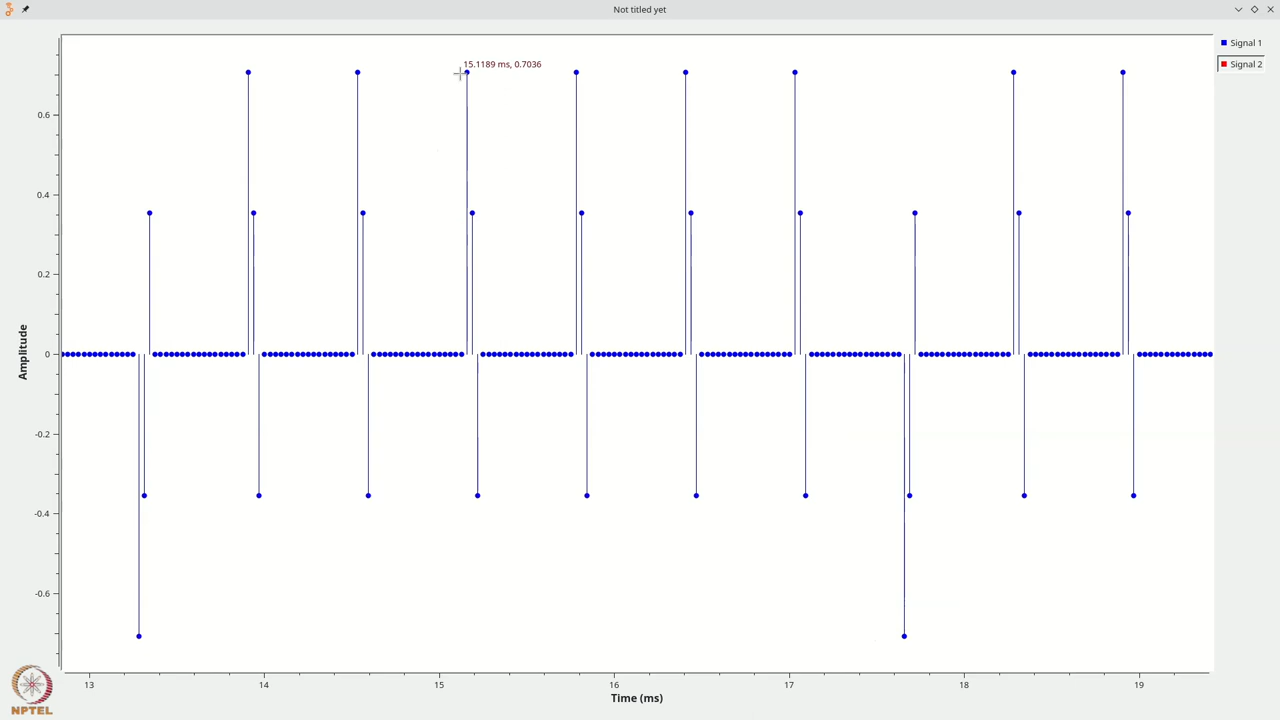 Not titled yet
Signal 1
Signal 2
15.1189 ms, 0.7036
0.6
0.4
0.2
0
-0.2
-0.4
-0.6
Amplitude
13
14
15
16
17
18
19
Time (ms)
NPTEL